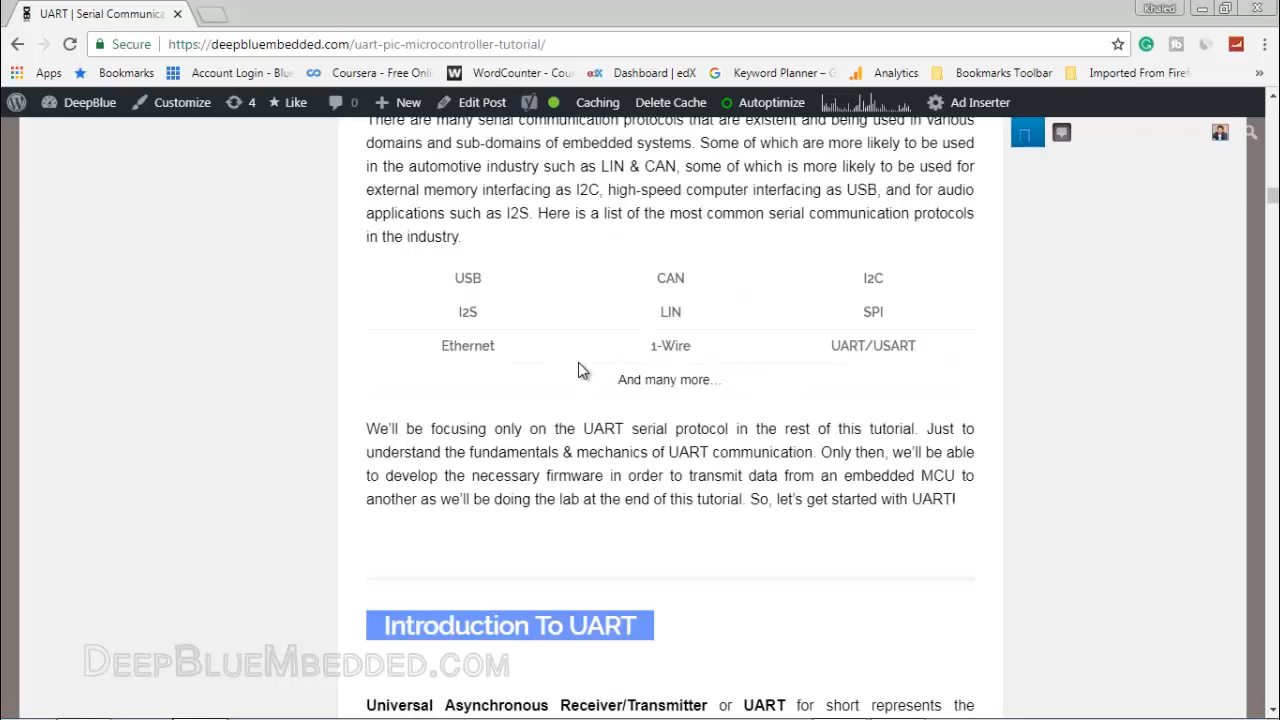 UART | Serial Communica
Khaled
Secure
https://deepbluembedded.com/uart-pic-microcontroller-tutorial/
Apps
Bookmarks
Account Login - Blue
Coursera - Free Onli
WordCounter - Cou
edX
Dashboard | edX
Keyword Planner – G
Analytics
Bookmarks Toolbar
Imported From Firef
DeepBlue
Customize
4
Like
0
New
Edit Post
Caching
Delete Cache
Autoptimize
Ad Inserter
There are many serial communication protocols that are existent and being used in various
domains and sub-domains of embedded systems. Some of which are more likely to be used
in the automotive industry such as LIN & CAN, some of which is more likely to be used for
external memory interfacing as I2C, high-speed computer interfacing as USB, and for audio
applications such as I2S. Here is a list of the most common serial communication protocols
in the industry.
USB CAN I2C
I2S LIN SPI
Ethernet 1-Wire UART/USART
And many more…
We’ll be focusing only on the UART serial protocol in the rest of this tutorial. Just to
understand the fundamentals & mechanics of UART communication. Only then, we’ll be able
to develop the necessary firmware in order to transmit data from an embedded MCU to
another as we’ll be doing the lab at the end of this tutorial. So, let’s get started with UART!
Introduction To UART
DeepBlueMbedded.com
Universal Asynchronous Receiver/Transmitter or UART for short represents the